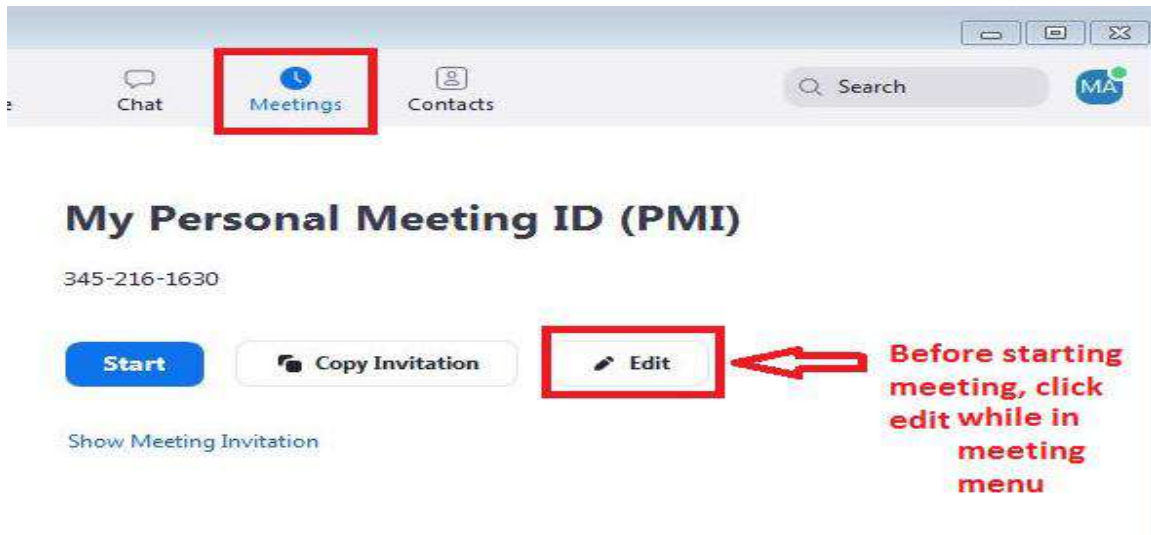 e Chat Meetings Contacts Search MA
My Personal Meeting ID (PMI)
345-216-1630
Start Copy Invitation Edit
Show Meeting Invitation
Before starting
meeting, click
edit while in
meeting
menu